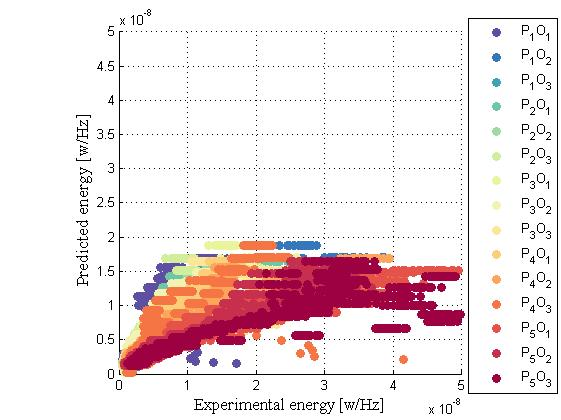 x 10⁻⁸
5
4.5
4
3.5
3
2.5
2
1.5
1
0.5
0
Predicted energy [w/Hz]
0 1 2 3 4 5
Experimental energy [w/Hz]
x 10⁻⁸
P₁O₁
P₁O₂
P₁O₃
P₂O₁
P₂O₂
P₂O₃
P₃O₁
P₃O₂
P₃O₃
P₄O₁
P₄O₂
P₄O₃
P₅O₁
P₅O₂
P₅O₃